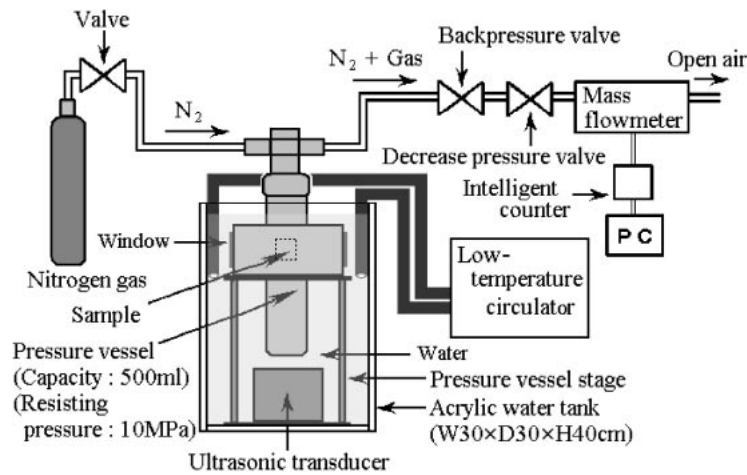 Valve
Backpressure valve
N₂ + Gas
Open air
N₂
Mass
flowmeter
Decrease pressure valve
Intelligent
counter
PC
Window
Nitrogen gas
Low-
temperature
circulator
Sample
Pressure vessel
(Capacity : 500ml)
(Resisting
pressure : 10MPa)
Water
Pressure vessel stage
Acrylic water tank
(W30×D30×H40cm)
Ultrasonic transducer